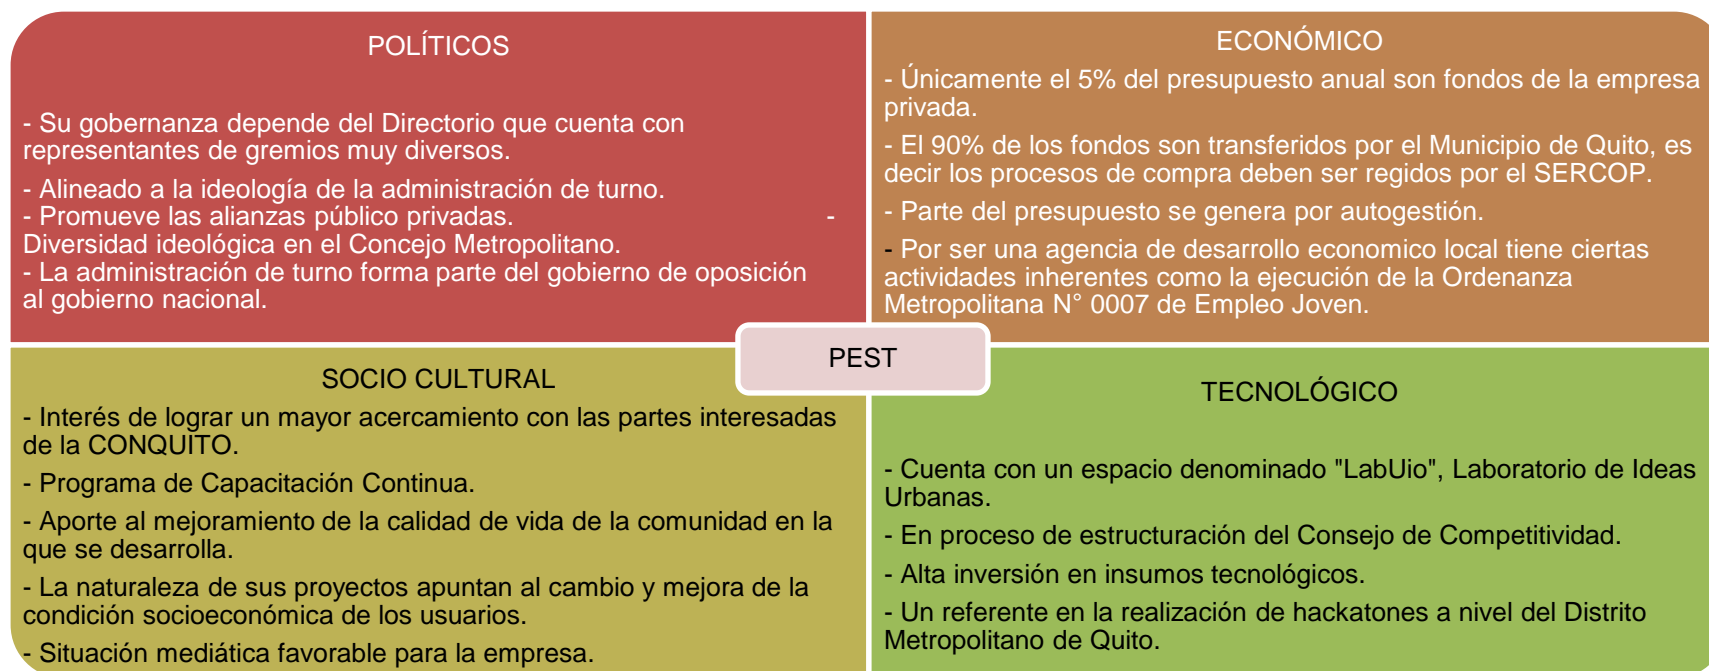 POLÍTICOS
- Su gobernanza depende del Directorio que cuenta con
representantes de gremios muy diversos.
- Alineado a la ideología de la administración de turno.
- Promueve las alianzas público privadas. -
Diversidad ideológica en el Concejo Metropolitano.
- La administración de turno forma parte del gobierno de oposición
al gobierno nacional.
ECONÓMICO
- Únicamente el 5% del presupuesto anual son fondos de la empresa
privada.
- El 90% de los fondos son transferidos por el Municipio de Quito, es
decir los procesos de compra deben ser regidos por el SERCOP.
- Parte del presupuesto se genera por autogestión.
- Por ser una agencia de desarrollo economico local tiene ciertas
actividades inherentes como la ejecución de la Ordenanza
Metropolitana N° 0007 de Empleo Joven.
PEST
SOCIO CULTURAL
- Interés de lograr un mayor acercamiento con las partes interesadas
de la CONQUITO.
- Programa de Capacitación Continua.
- Aporte al mejoramiento de la calidad de vida de la comunidad en la
que se desarrolla.
- La naturaleza de sus proyectos apuntan al cambio y mejora de la
condición socioeconómica de los usuarios.
- Situación mediática favorable para la empresa.
TECNOLÓGICO
- Cuenta con un espacio denominado "LabUio", Laboratorio de Ideas
Urbanas.
- En proceso de estructuración del Consejo de Competitividad.
- Alta inversión en insumos tecnológicos.
- Un referente en la realización de hackatones a nivel del Distrito
Metropolitano de Quito.